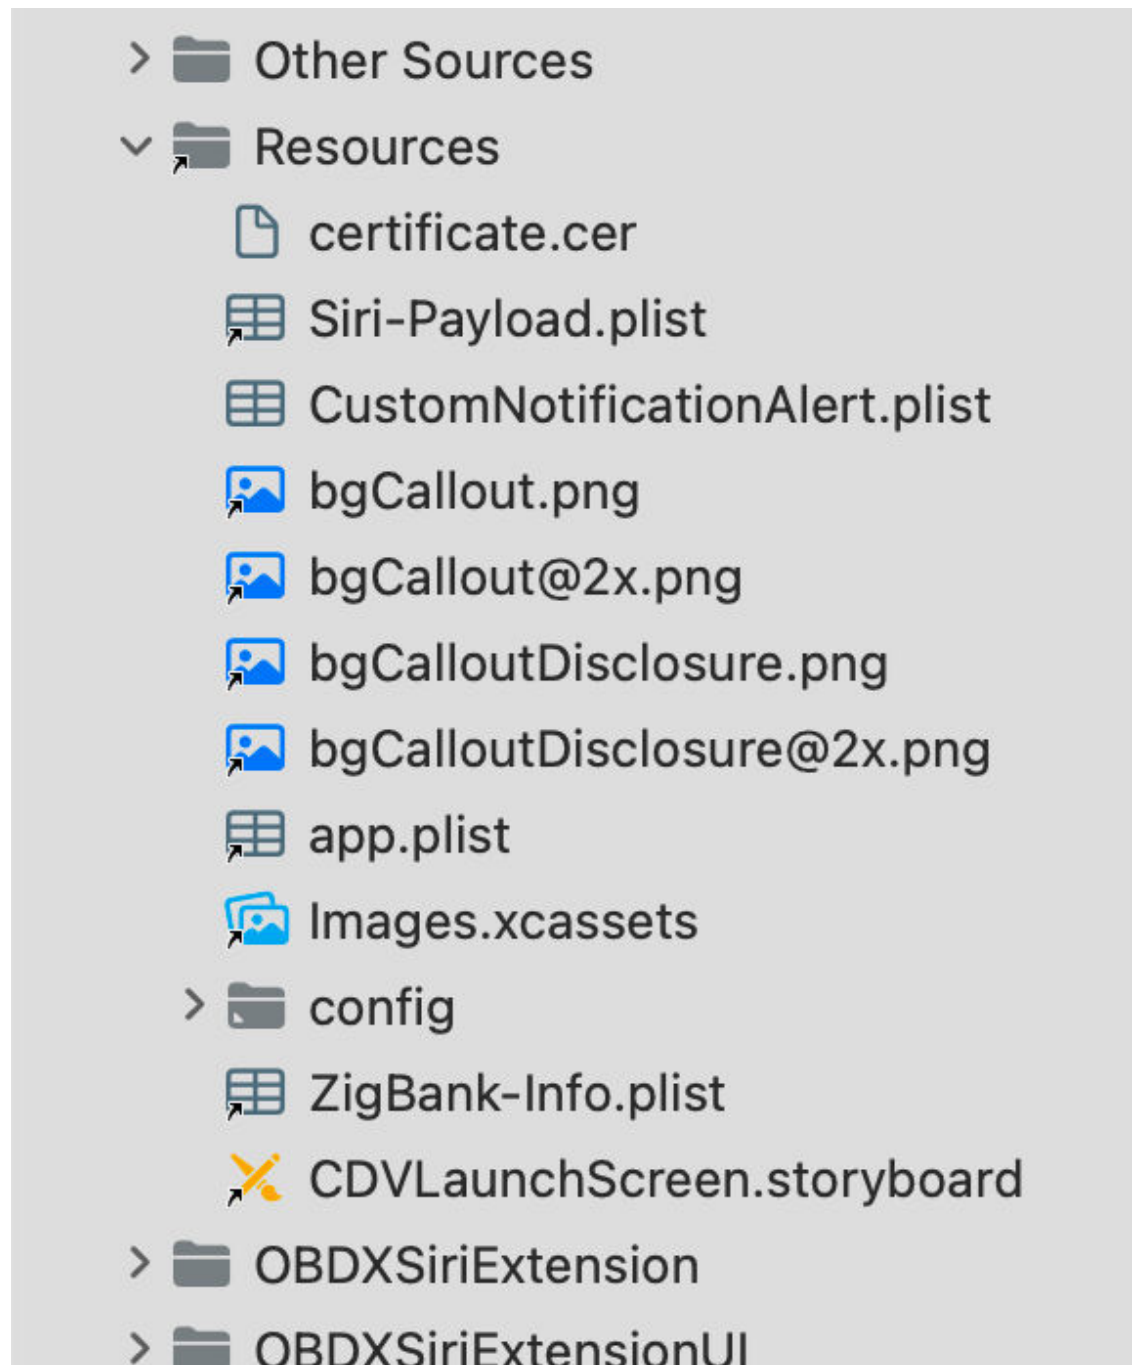 Other Sources
Resources
certificate.cer
Siri-Payload.plist
CustomNotificationAlert.plist
bgCallout.png
bgCallout@2x.png
bgCalloutDisclosure.png
bgCalloutDisclosure@2x.png
app.plist
Images.xcassets
config
ZigBank-Info.plist
CDVLaunchScreen.storyboard
OBDXSiriExtension
OBDXSiriExtensionUI